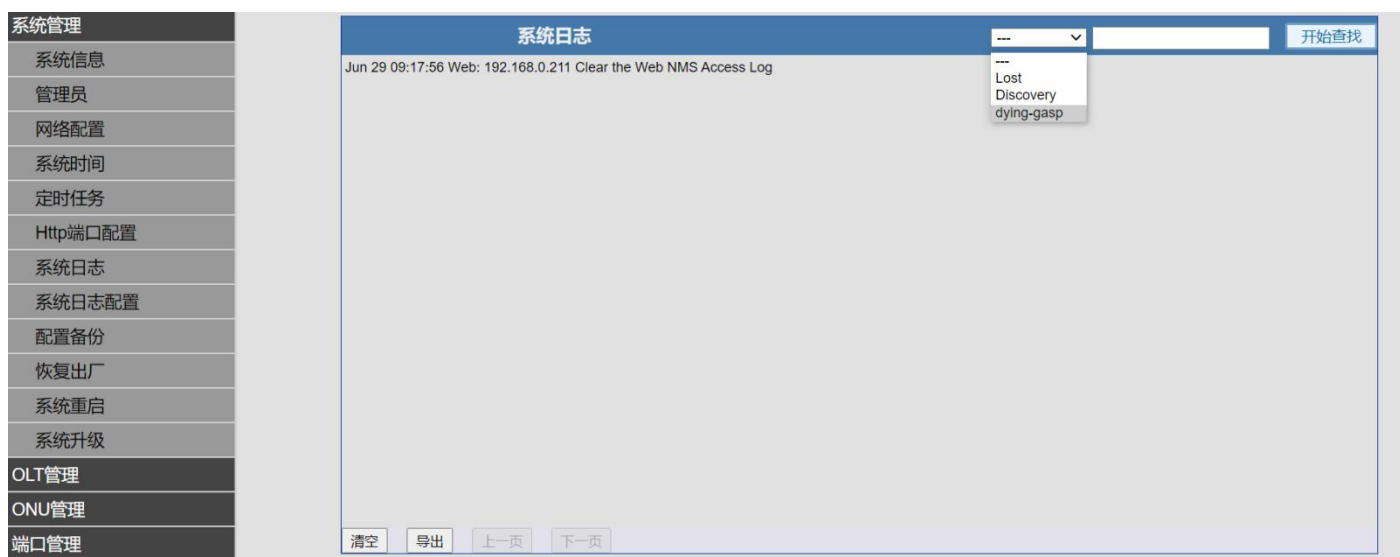 系统管理
系统信息
管理员
网络配置
系统时间
定时任务
Http端口配置
系统日志
系统日志配置
配置备份
恢复出厂
系统重启
系统升级
OLT管理
ONU管理
端口管理
系统日志
---
开始查找
---
Lost
Discovery
dying-gasp
Jun 29 09:17:56 Web: 192.168.0.211 Clear the Web NMS Access Log
清空 导出 上一页 下一页